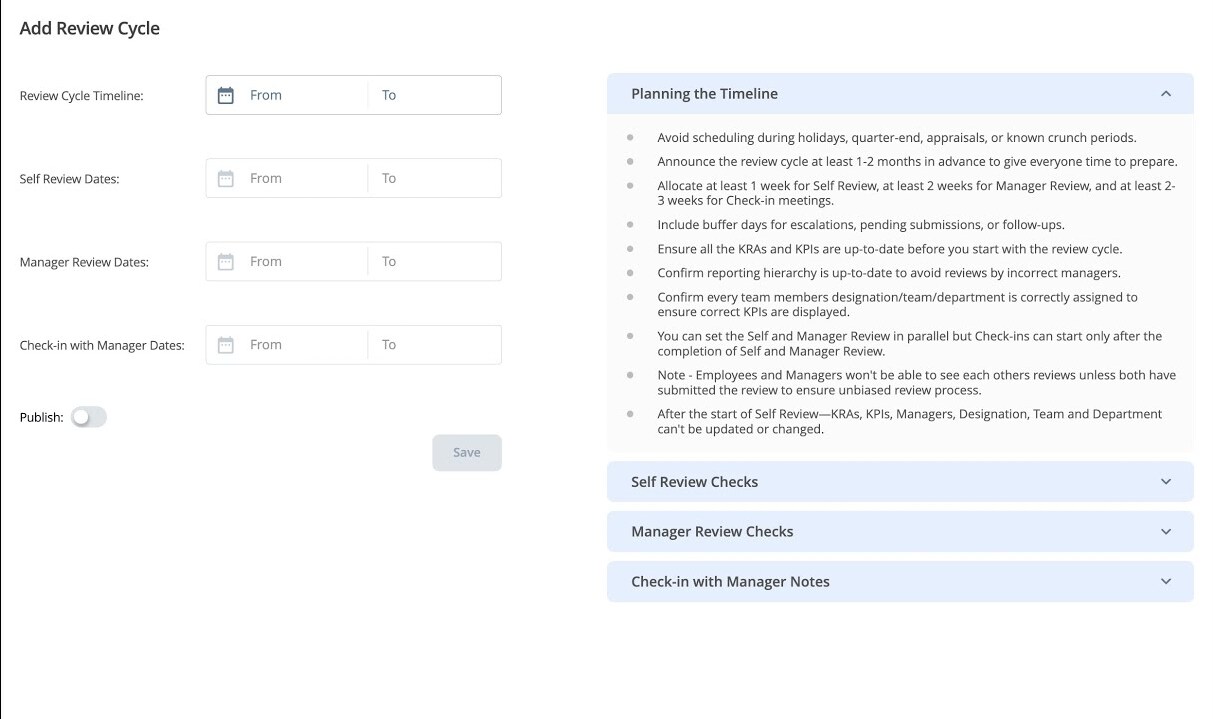 Add Review Cycle
Review Cycle Timeline:
From
To
Self Review Dates:
From
To
Manager Review Dates:
From
To
Check-in with Manager Dates:
From
To
Publish:
Save
Planning the Timeline
Avoid scheduling during holidays, quarter-end, appraisals, or known crunch periods.
Announce the review cycle at least 1-2 months in advance to give everyone time to prepare.
Allocate at least 1 week for Self Review, at least 2 weeks for Manager Review, and at least 2-
3 weeks for Check-in meetings.
Include buffer days for escalations, pending submissions, or follow-ups.
Ensure all the KRAs and KPIs are up-to-date before you start with the review cycle.
Confirm reporting hierarchy is up-to-date to avoid reviews by incorrect managers.
Confirm every team members designation/team/department is correctly assigned to
ensure correct KPIs are displayed.
You can set the Self and Manager Review in parallel but Check-ins can start only after the
completion of Self and Manager Review.
Note - Employees and Managers won't be able to see each others reviews unless both have
submitted the review to ensure unbiased review process.
After the start of Self Review—KRAs, KPIs, Managers, Designation, Team and Department
can't be updated or changed.
Self Review Checks
Manager Review Checks
Check-in with Manager Notes